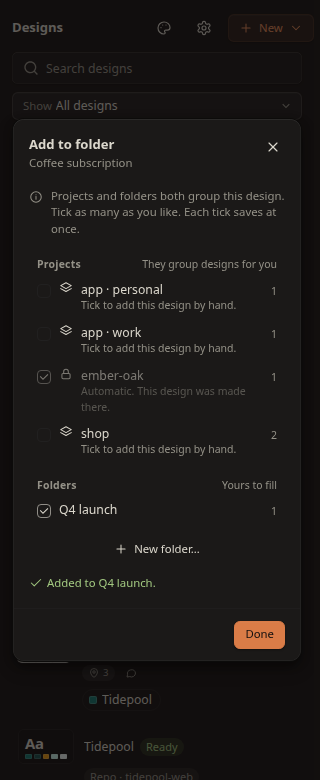 Designs
New
Search designs
Show All designs
Add to folder
Coffee subscription
Projects and folders both group this design.
Tick as many as you like. Each tick saves at
once.
Projects They group designs for you
app · personal 1
Tick to add this design by hand.
app · work 1
Tick to add this design by hand.
ember-oak 1
Automatic. This design was made
there.
shop 2
Tick to add this design by hand.
Folders Yours to fill
Q4 launch 1
New folder...
Added to Q4 launch.
Done
3
Tidepool
Aa
Tidepool Ready
Repo · tidepool-web